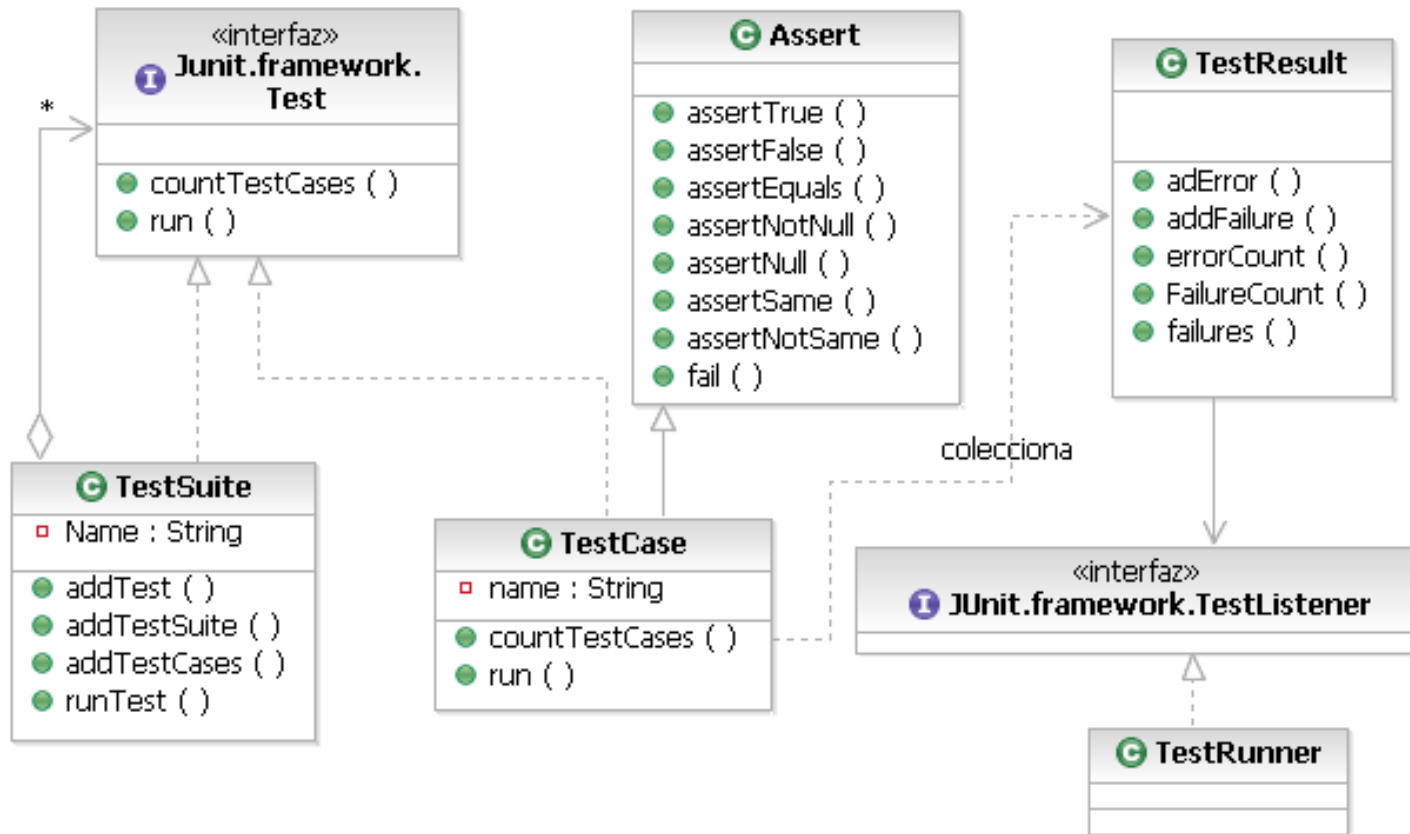 «interfaz»
Junit.framework.
Test
*
countTestCases ( )
run ( )
Assert
assertTrue ( )
assertFalse ( )
assertEquals ( )
assertNotNull ( )
assertNull ( )
assertSame ( )
assertNotSame ( )
fail ( )
TestResult
adError ( )
addFailure ( )
errorCount ( )
FailureCount ( )
failures ( )
colecciona
TestSuite
Name : String
addTest ( )
addTestSuite ( )
addTestCases ( )
runTest ( )
TestCase
name : String
countTestCases ( )
run ( )
«interfaz»
JUnit.framework.TestListener
TestRunner